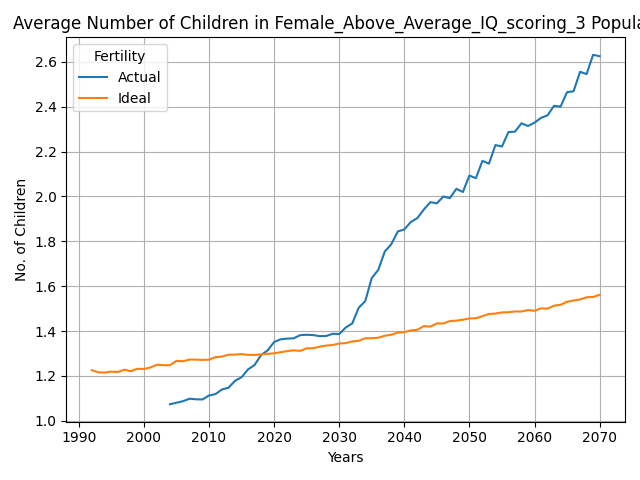 Average Number of Children in Female_Above_Average_IQ_scoring_3 Popula
Fertility
Actual
Ideal
No. of Children
2.6
2.4
2.2
2.0
1.8
1.6
1.4
1.2
1.0
1990 2000 2010 2020 2030 2040 2050 2060 2070
Years